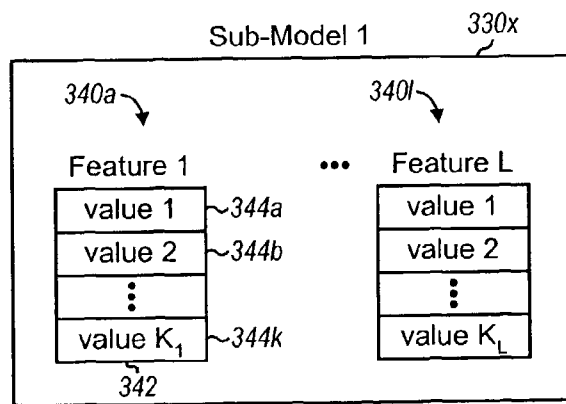 Sub-Model 1
330x
340a
340l
Feature 1 ••• Feature L
value 1 344a value 1
value 2 344b value 2
value K₁ 344k value K_L
342